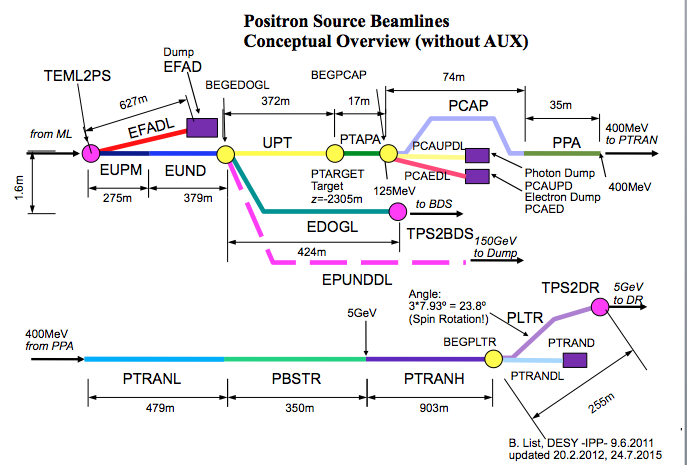 Positron Source Beamlines
Conceptual Overview (without AUX)
Dump
EFAD
TEML2PS
BEGEDOGL
BEGPCAP
74m
627m
372m
17m
PCAP
35m
EFADL
from ML
UPT
PTAPA
PCAUPDL
PPA
400MeV
to PTRAN
PCAEDL
EUPM
EUND
PTARGET
Target
z=-2305m
125MeV
Photon Dump
PCAUPD
Electron Dump
PCAED
400MeV
1.6m
275m
379m
to BDS
EDOGL
TPS2BDS
424m
150GeV
to Dump
EPUNDDL
Angle:
3*7.93º = 23.8º
(Spin Rotation!)
TPS2DR
5GeV
to DR
5GeV
PLTR
400MeV
from PPA
BEGPLTR
PTRAND
PTRANL
PBSTR
PTRANH
PTRANDL
479m
350m
903m
255m
B. List, DESY -IPP- 9.6.2011
updated 20.2.2012, 24.7.2015